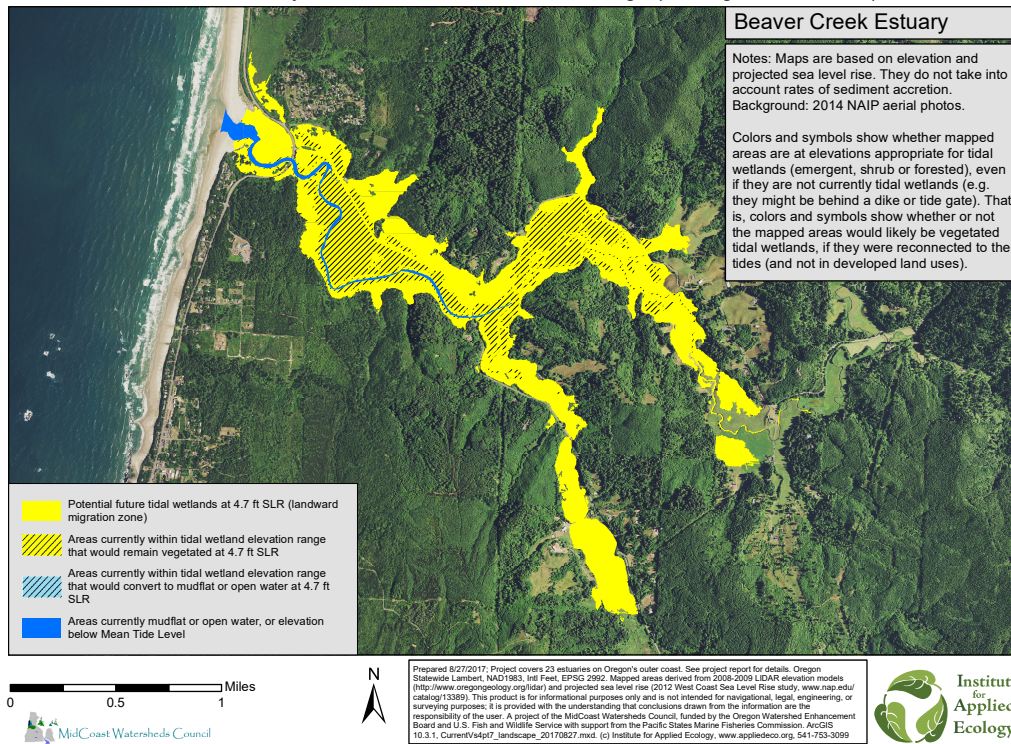 Beaver Creek Estuary
Notes: Maps are based on elevation and
projected sea level rise. They do not take into
account rates of sediment accretion.
Background: 2014 NAIP aerial photos.
Colors and symbols show whether mapped
areas are at elevations appropriate for tidal
wetlands (emergent, shrub or forested), even
if they are not currently tidal wetlands (e.g.
they might be behind a dike or tide gate). That
is, colors and symbols show whether or not
the mapped areas would likely be vegetated
tidal wetlands, if they were reconnected to the
tides (and not in developed land uses).
Potential future tidal wetlands at 4.7 ft SLR (landward
migration zone)
Areas currently within tidal wetland elevation range
that would remain vegetated at 4.7 ft SLR
Areas currently within tidal wetland elevation range
that would convert to mudflat or open water at 4.7 ft
SLR
Areas currently mudflat or open water, or elevation
below Mean Tide Level
Miles
0 0.5 1
MidCoast Watersheds Council
N
Prepared 8/27/2017; Project covers 23 estuaries on Oregon's outer coast. See project report for details. Oregon
Statewide Lambert, NAD1983, Intl Feet, EPSG 2992. Mapped areas derived from 2008-2009 LIDAR elevation models
(http://www.oregongeology.org/lidar) and projected sea level rise (2012 West Coast Sea Level Rise study, www.nap.edu/
catalog/13389). This product is for informational purposes only and is not intended for navigational, legal, engineering, or
surveying purposes; it is provided with the understanding that conclusions drawn from the information are the
responsibility of the user. A project of the MidCoast Watersheds Council, funded by the Oregon Watershed Enhancement
Board and U.S. Fish and Wildlife Service with support from the Pacific States Marine Fisheries Commission. ArcGIS
10.3.1, CurrentVs4pt7_landscape_20170827.mxd. (c) Institute for Applied Ecology, www.appliedeco.org, 541-753-3099
Institut
for
Applied
Ecology